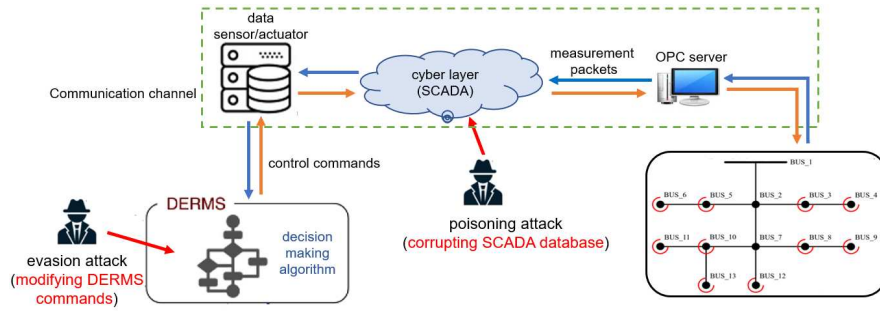 data
sensor/actuator
Communication channel
cyber layer
(SCADA)
measurement
packets
OPC server
control commands
DERMS
decision
making
algorithm
evasion attack
(modifying DERMS
commands)
poisoning attack
(corrupting SCADA database)
BUS_1
BUS_6 BUS_5 BUS_2 BUS_3 BUS_4
BUS_11 BUS_10 BUS_7 BUS_8 BUS_9
BUS_13 BUS_12